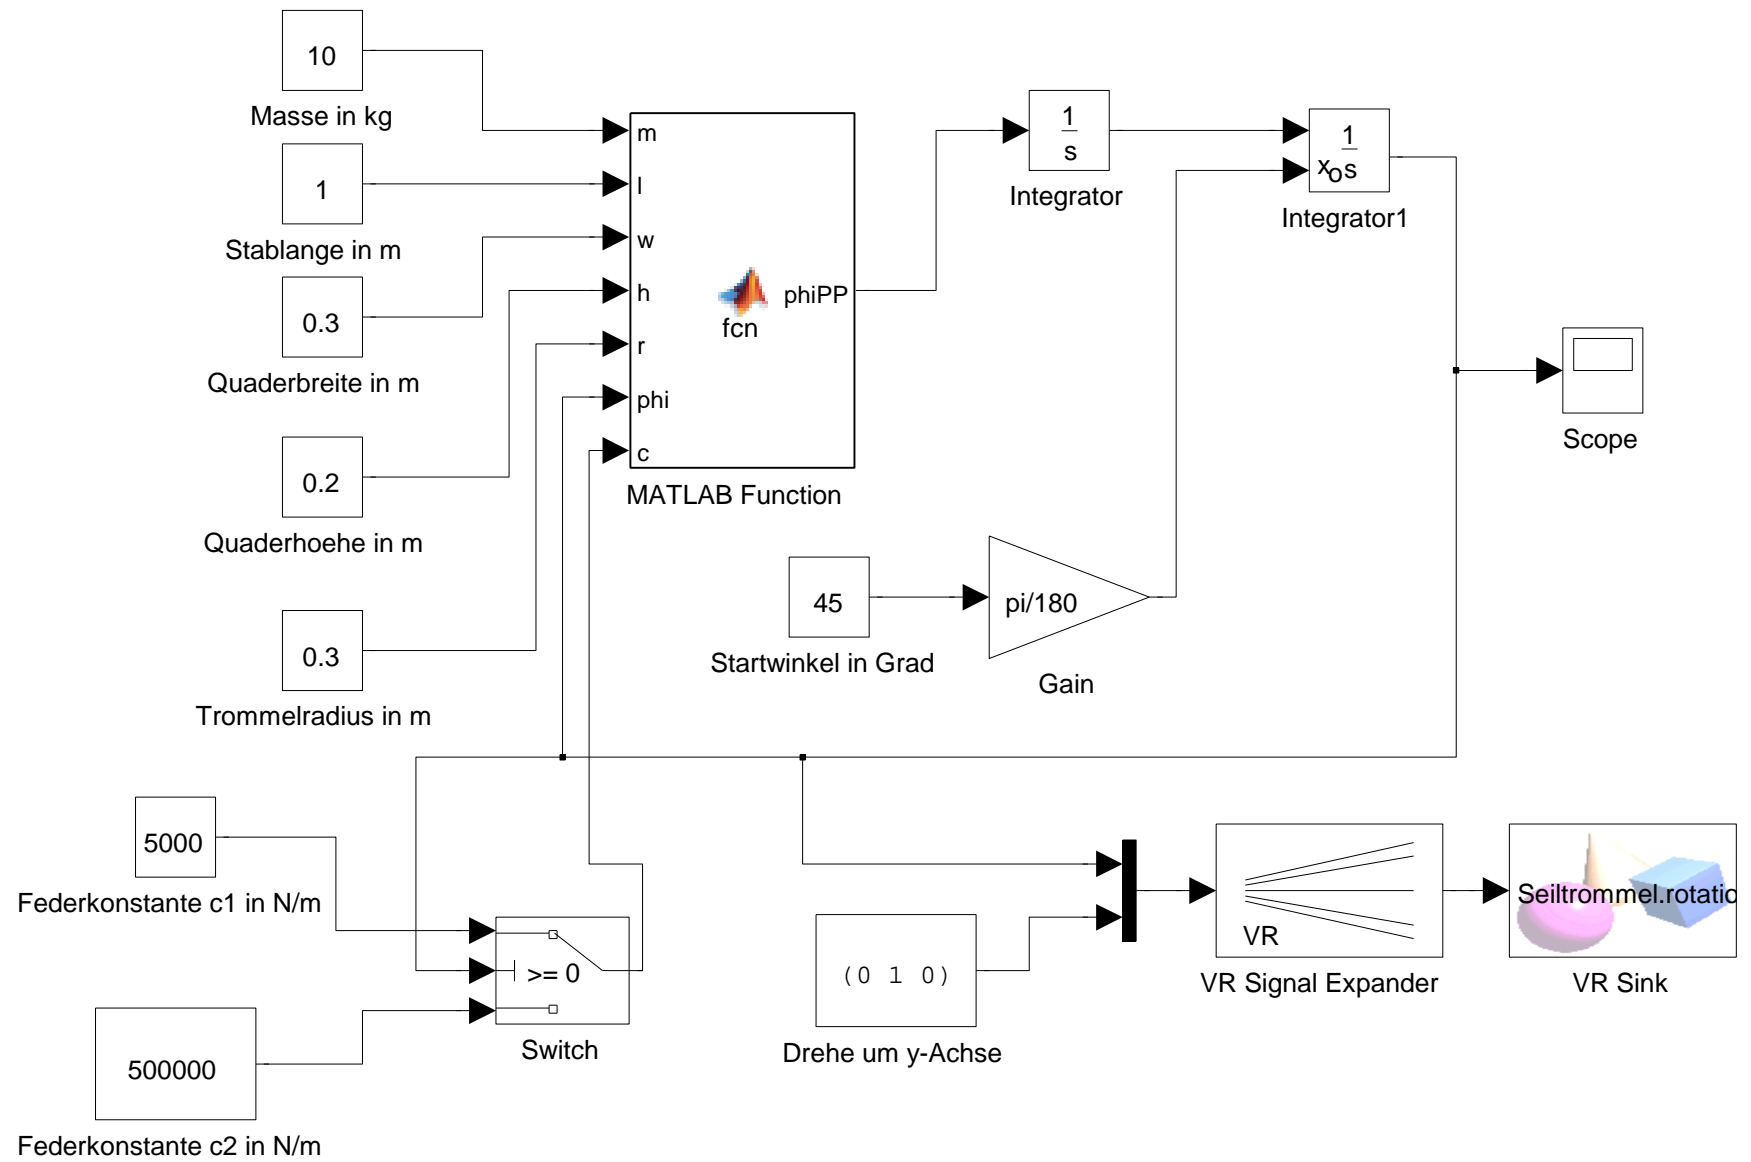 10
Masse in kg
1
Stablange in m
0.3
Quaderbreite in m
0.2
Quaderhoehe in m
0.3
Trommelradius in m
m
l
w
h
r
phi
c
fcn
phiPP
MATLAB Function
1
s
Integrator
1
xo s
Integrator1
Scope
45
Startwinkel in Grad
pi/180
Gain
5000
Federkonstante c1 in N/m
500000
Federkonstante c2 in N/m
>= 0
Switch
(0 1 0)
Drehe um y-Achse
VR
VR Signal Expander
Seiltrommel.rotatio
VR Sink